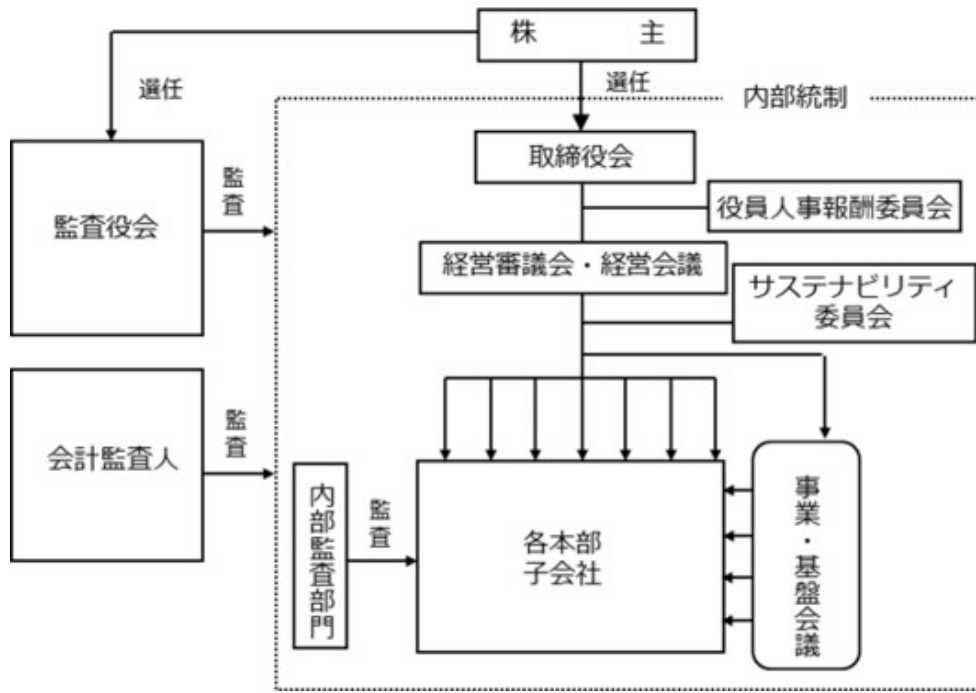 株　　　主
選任
選任
内部統制
取締役会
監査役会
監査
役員人事報酬委員会
経営審議会・経営会議
サステナビリティ
委員会
会計監査人
監査
内部監査部門
監査
各本部
子会社
事業・基盤会議